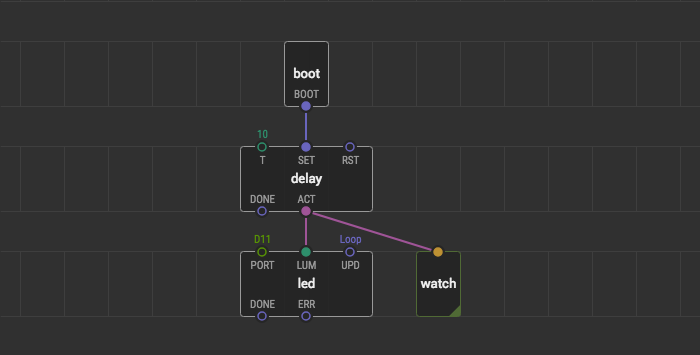 boot
BOOT
10
T SET RST
delay
DONE ACT
D11 Loop
PORT LUM UPD
led watch
DONE ERR